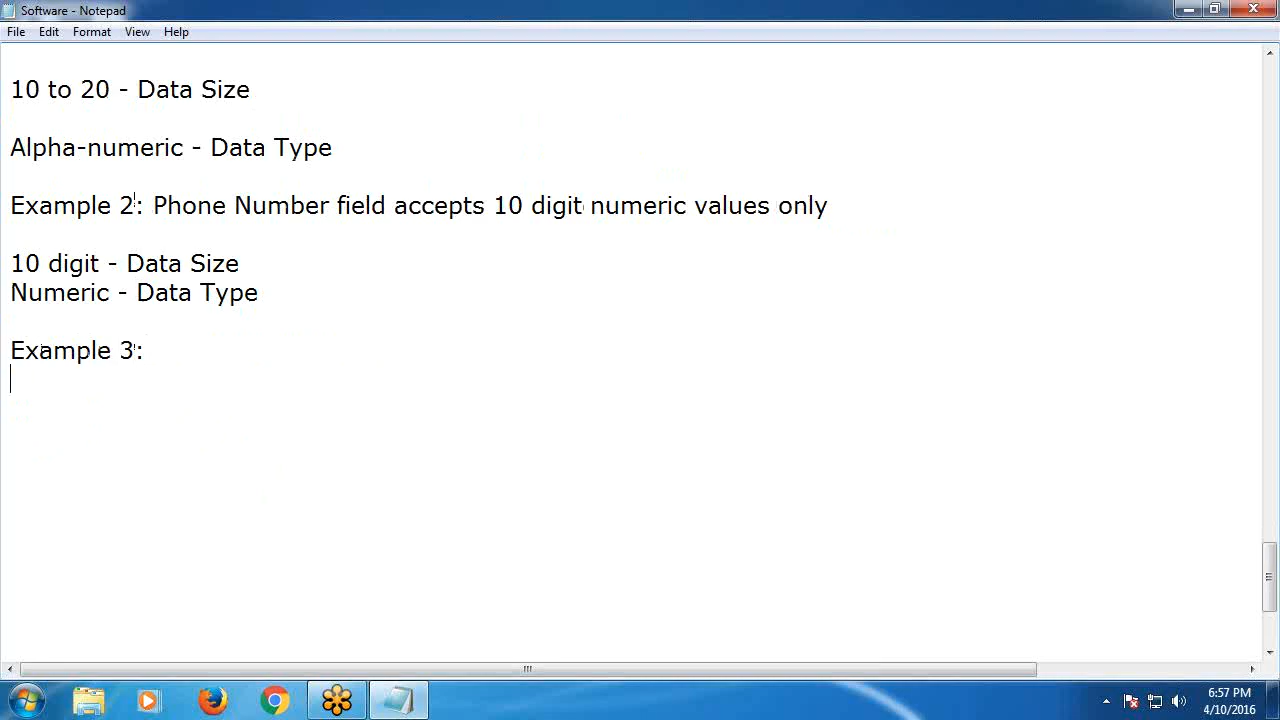 Software - Notepad
File Edit Format View Help
10 to 20 - Data Size
Alpha-numeric - Data Type
Example 2: Phone Number field accepts 10 digit numeric values only
10 digit - Data Size
Numeric - Data Type
Example 3:
6:57 PM
4/10/2016